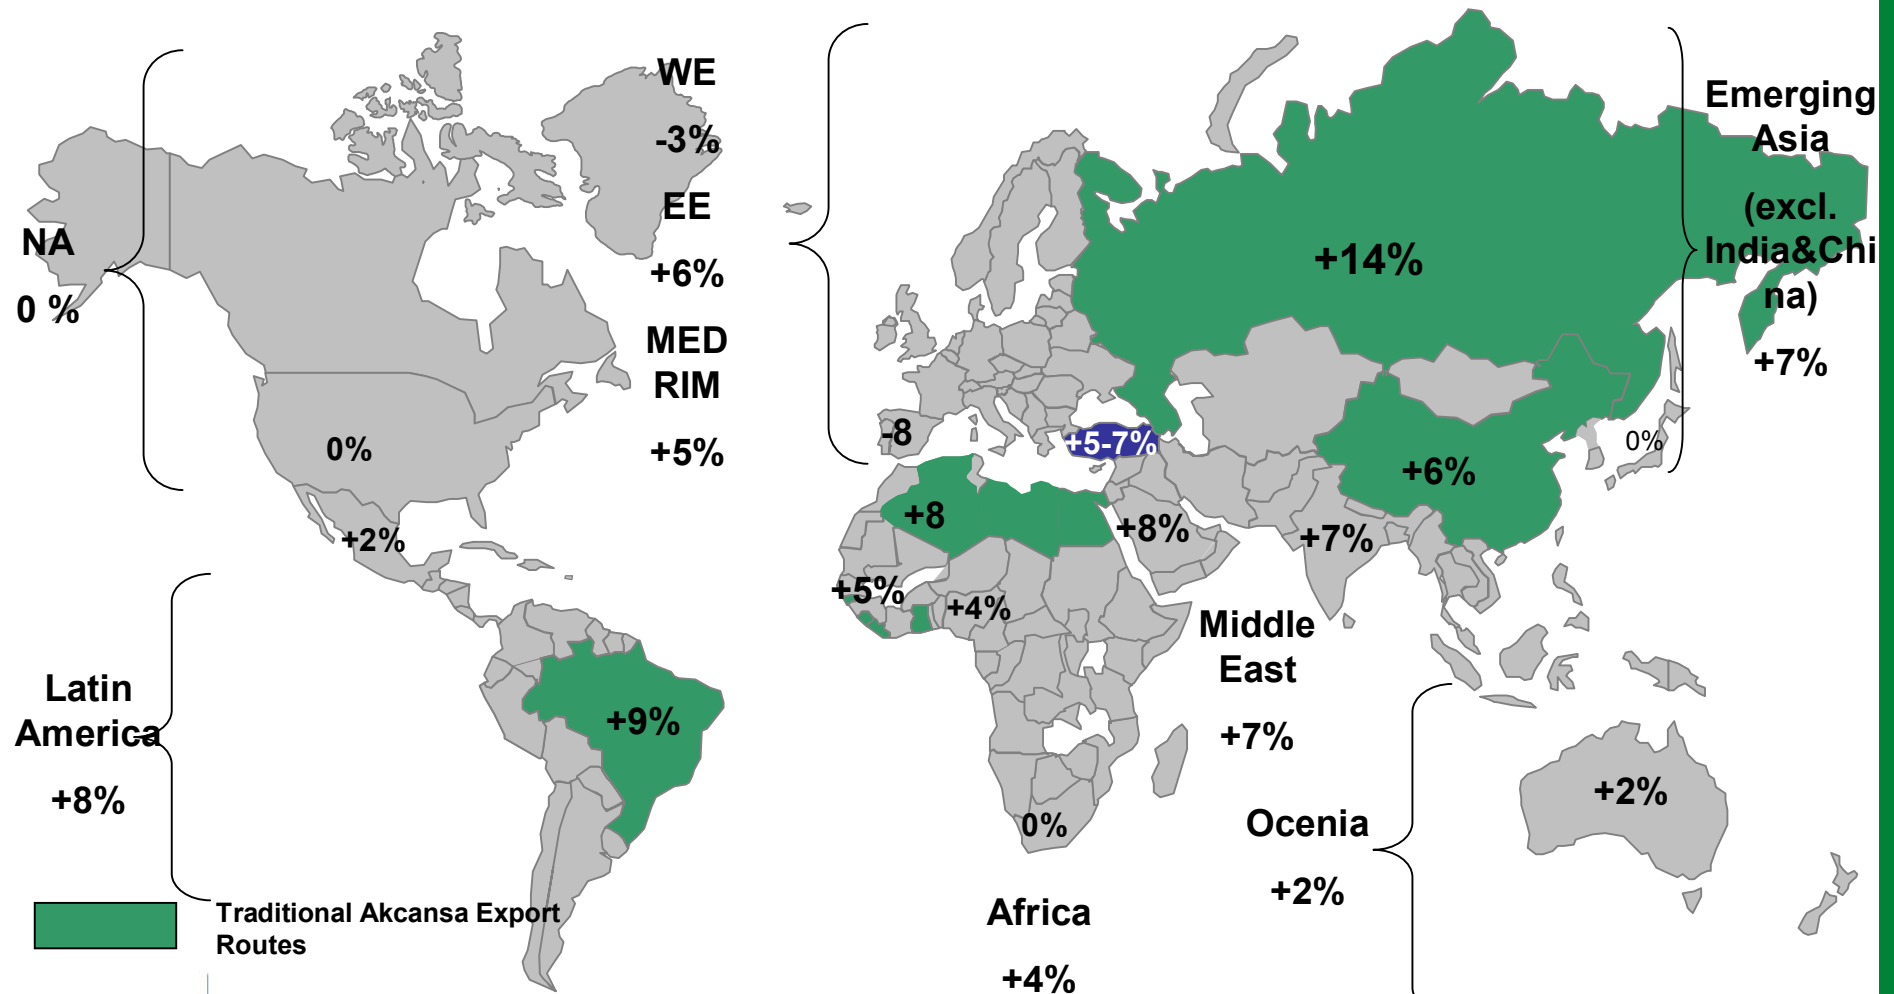 WE
-3%
EE
+6%
MED
RIM
+5%
NA
0 %
Emerging
Asia
(excl.
India&Chi
na)
+7%
+14%
0%
+2%
-8
+5-7%
+6%
0%
+8
+8%
+7%
+5%
+4%
Middle
East
+7%
Latin
America
+8%
+9%
0%
+2%
Ocenia
+2%
Africa
+4%
Traditional Akcansa Export
Routes